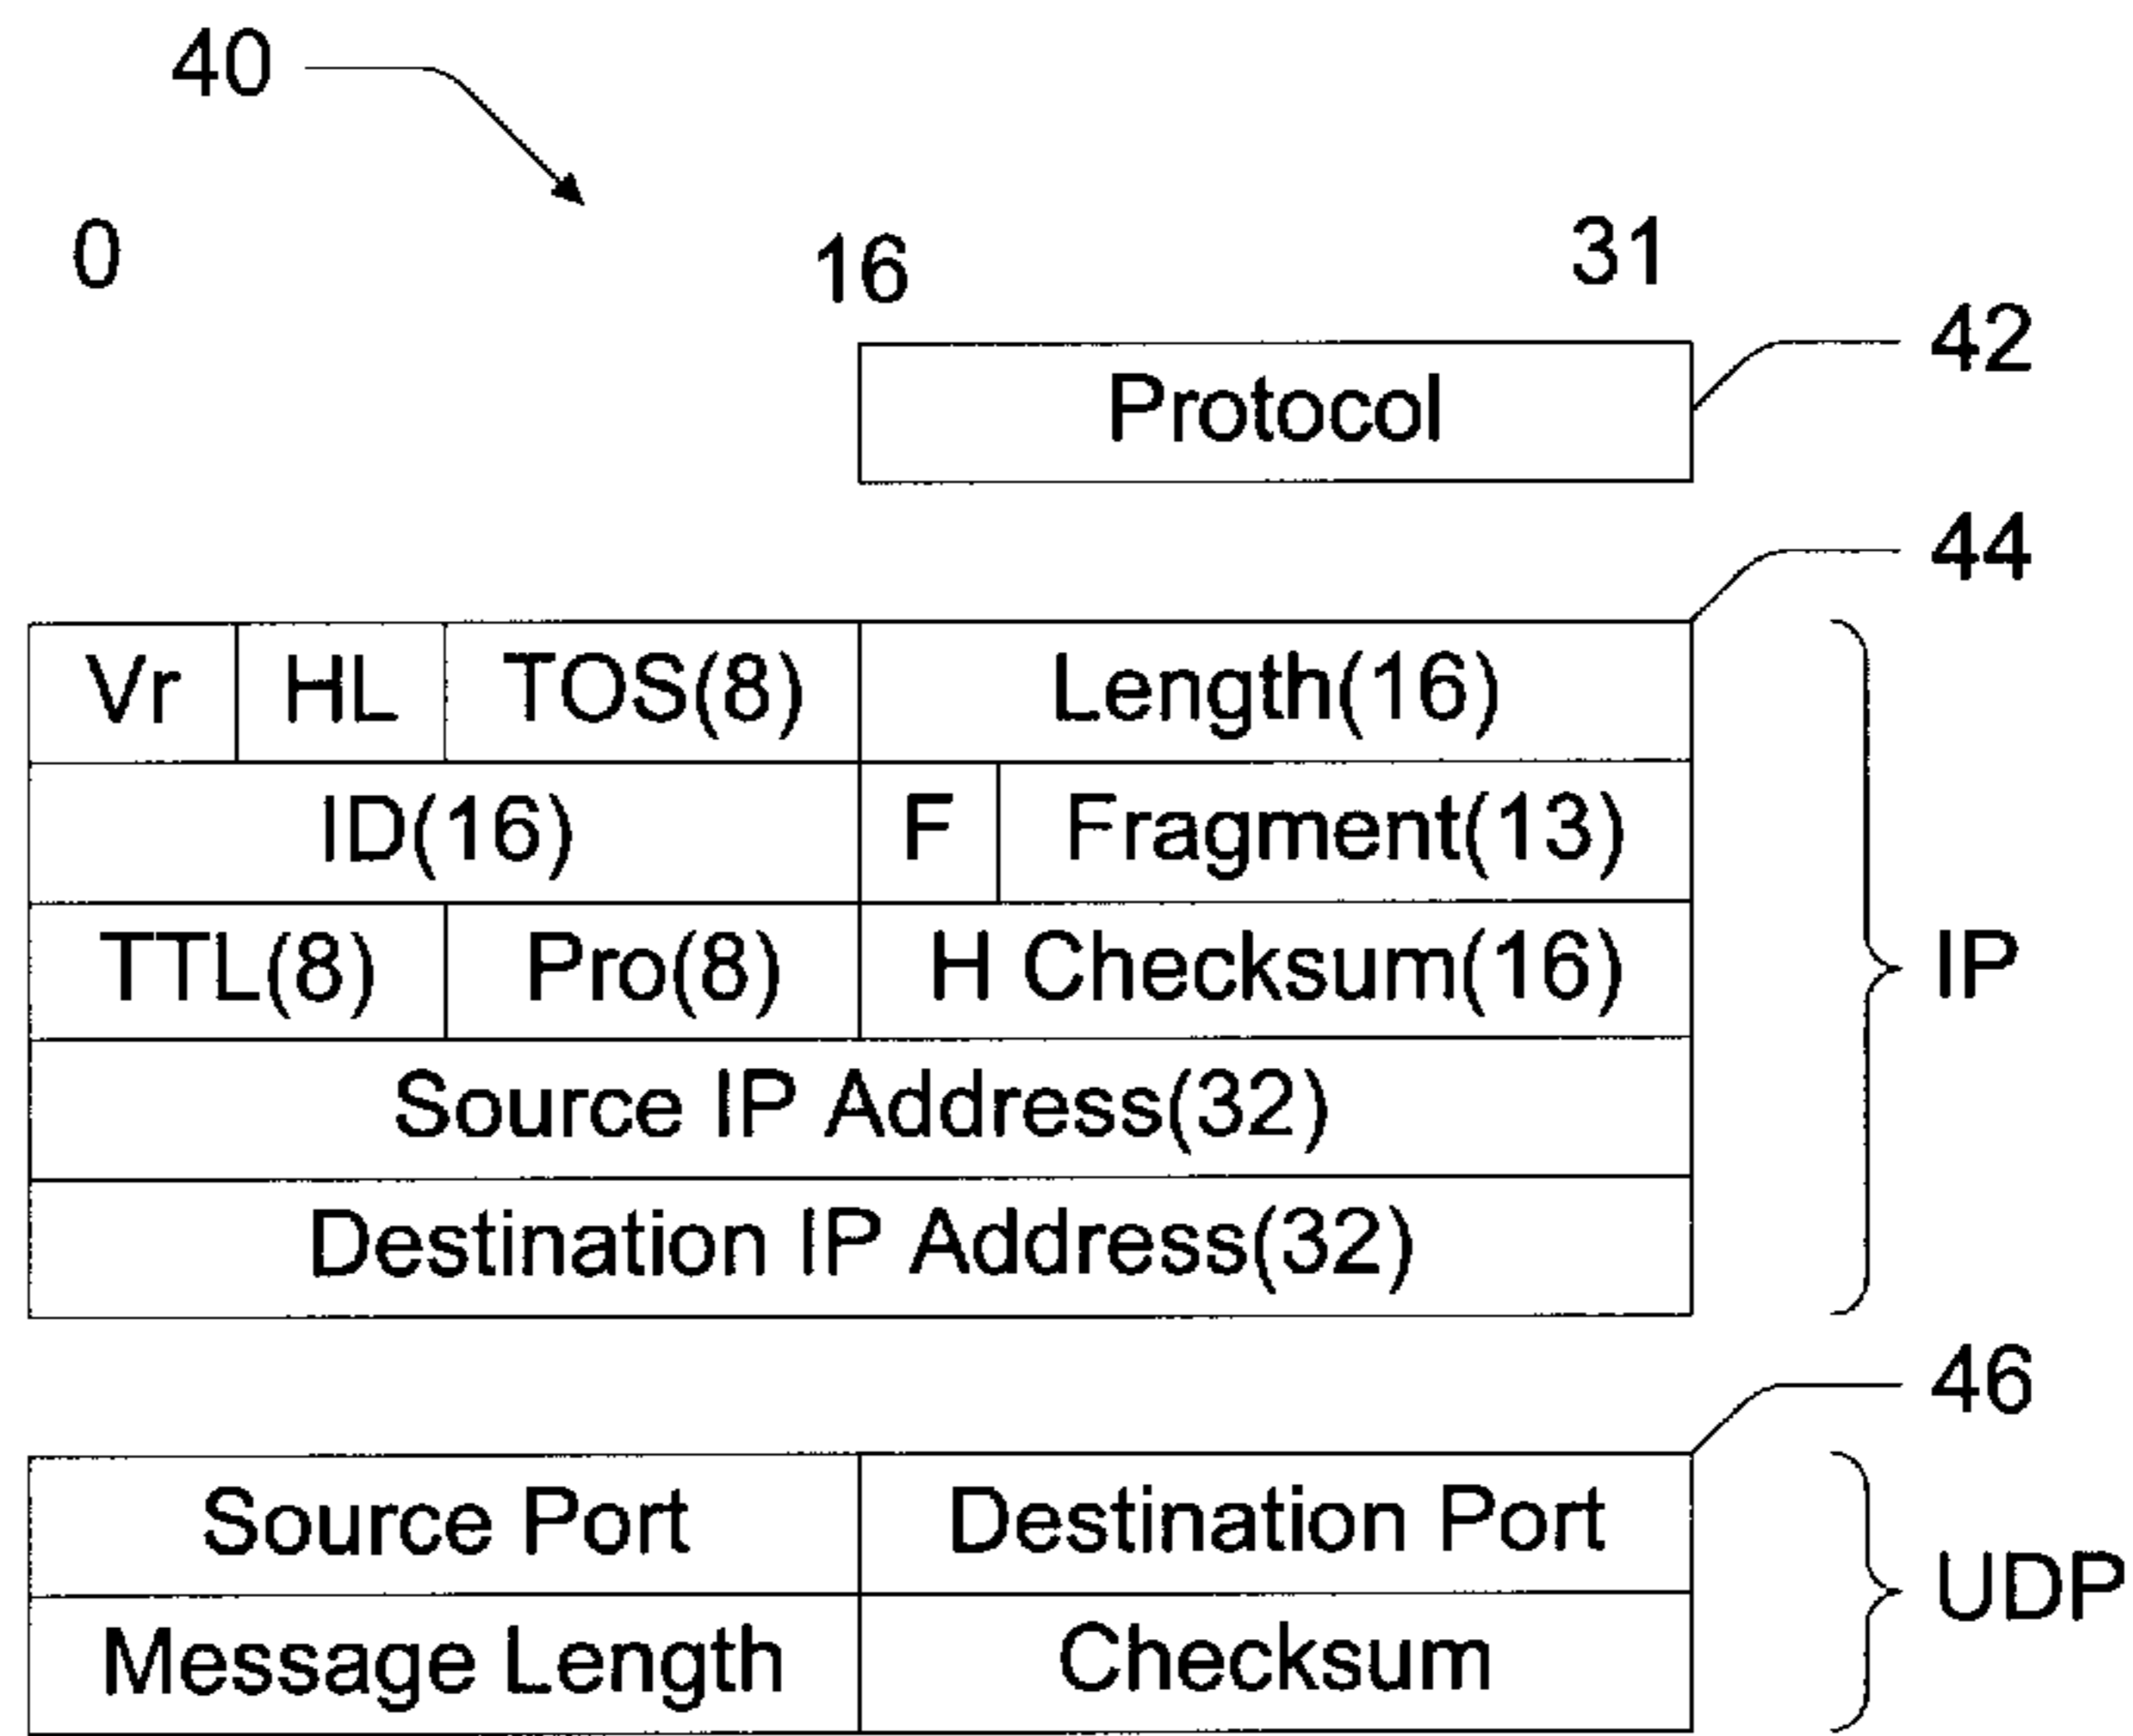 40
0 16 31
Protocol 42
44
Vr HL TOS(8) Length(16)
ID(16) F Fragment(13)
TTL(8) Pro(8) H Checksum(16) IP
Source IP Address(32)
Destination IP Address(32)
46
Source Port Destination Port
UDP
Message Length Checksum